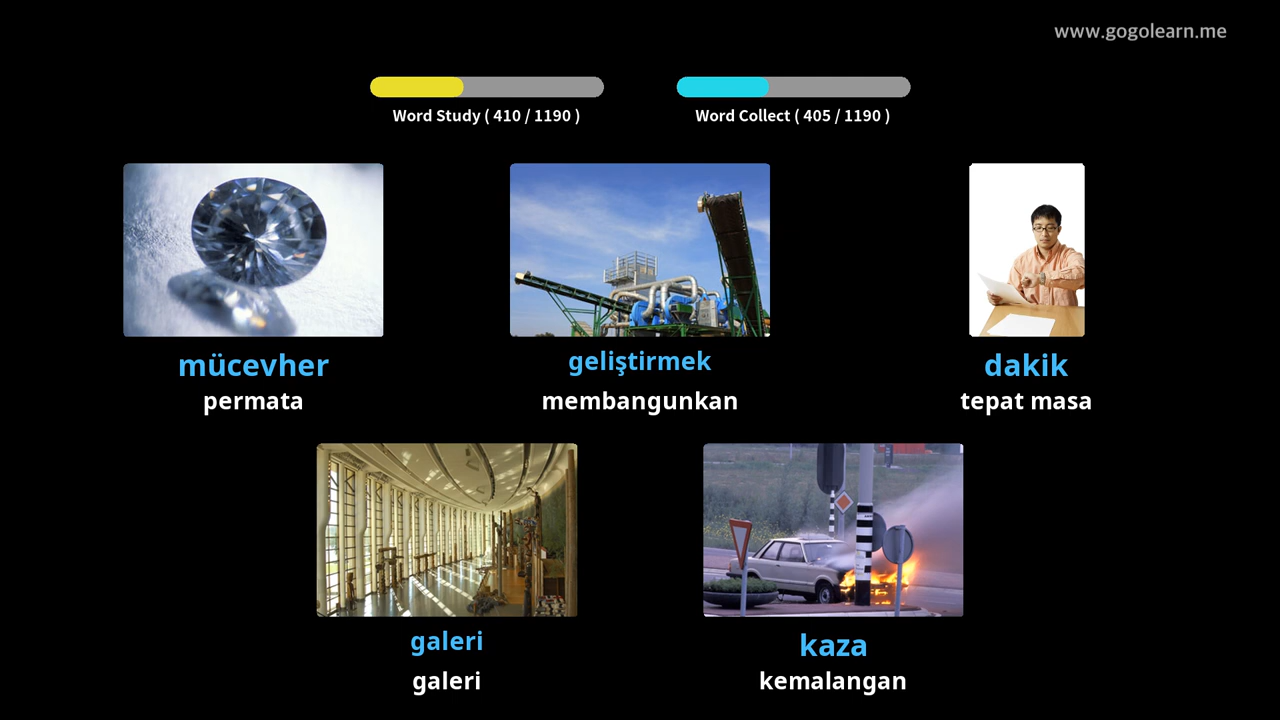 www.gogolearn.me
Word Study ( 410 / 1190 )
Word Collect ( 405 / 1190 )
mücevher
permata
geliştirmek
membangunkan
dakik
tepat masa
galeri
galeri
kaza
kemalangan